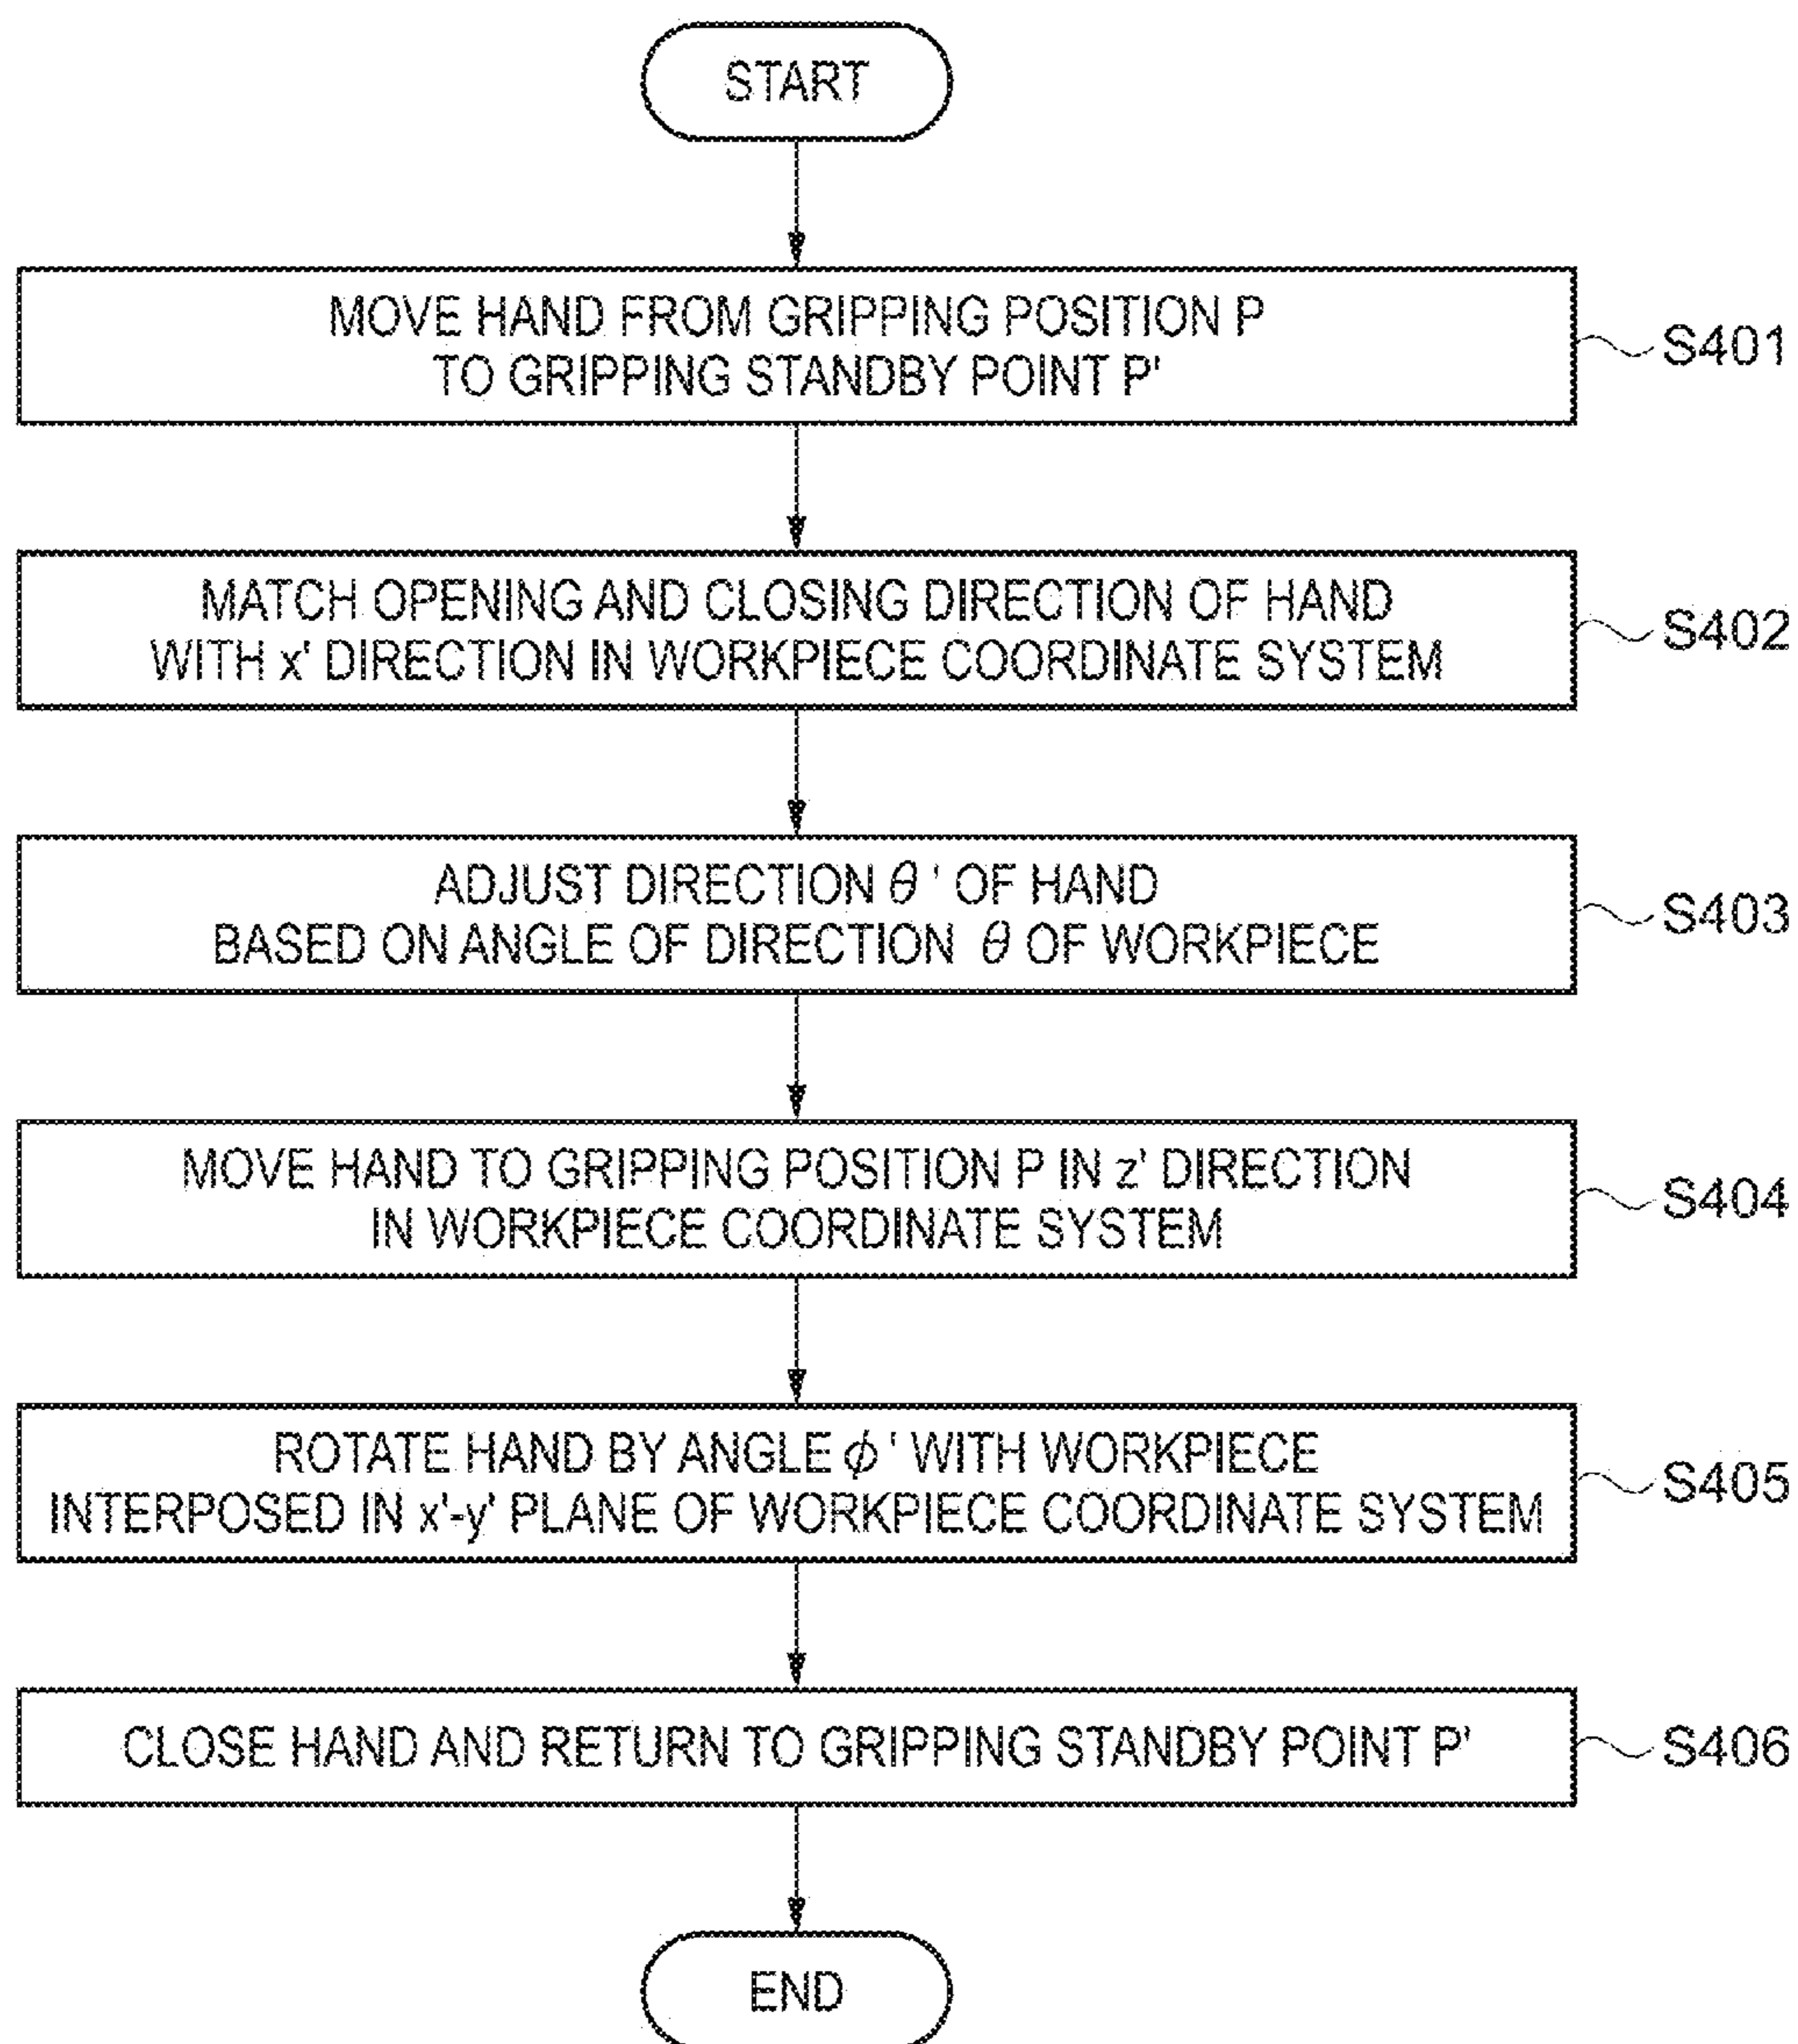 START
MOVE HAND FROM GRIPPING POSITION P
TO GRIPPING STANDBY POINT P'
S401
MATCH OPENING AND CLOSING DIRECTION OF HAND
WITH x' DIRECTION IN WORKPIECE COORDINATE SYSTEM
S402
ADJUST DIRECTION θ' OF HAND
BASED ON ANGLE OF DIRECTION θ OF WORKPIECE
S403
MOVE HAND TO GRIPPING POSITION P IN z' DIRECTION
IN WORKPIECE COORDINATE SYSTEM
S404
ROTATE HAND BY ANGLE ϕ' WITH WORKPIECE
INTERPOSED IN x'-y' PLANE OF WORKPIECE COORDINATE SYSTEM
S405
CLOSE HAND AND RETURN TO GRIPPING STANDBY POINT P'
S406
END